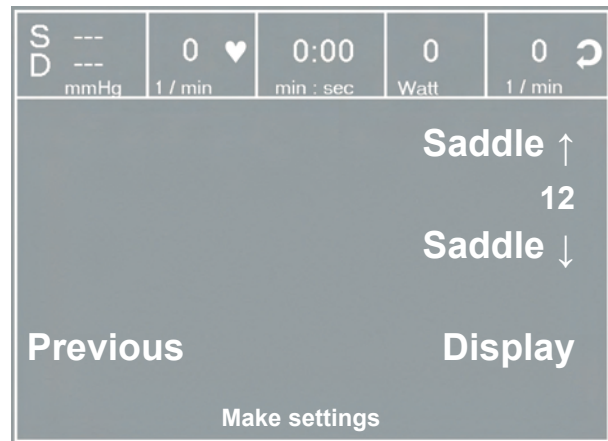 S --- 
D ---
mmHg
0 ♥
1 / min
0:00
min : sec
0
Watt
0
1 / min
Saddle ↑
12
Saddle ↓
Previous Display
Make settings